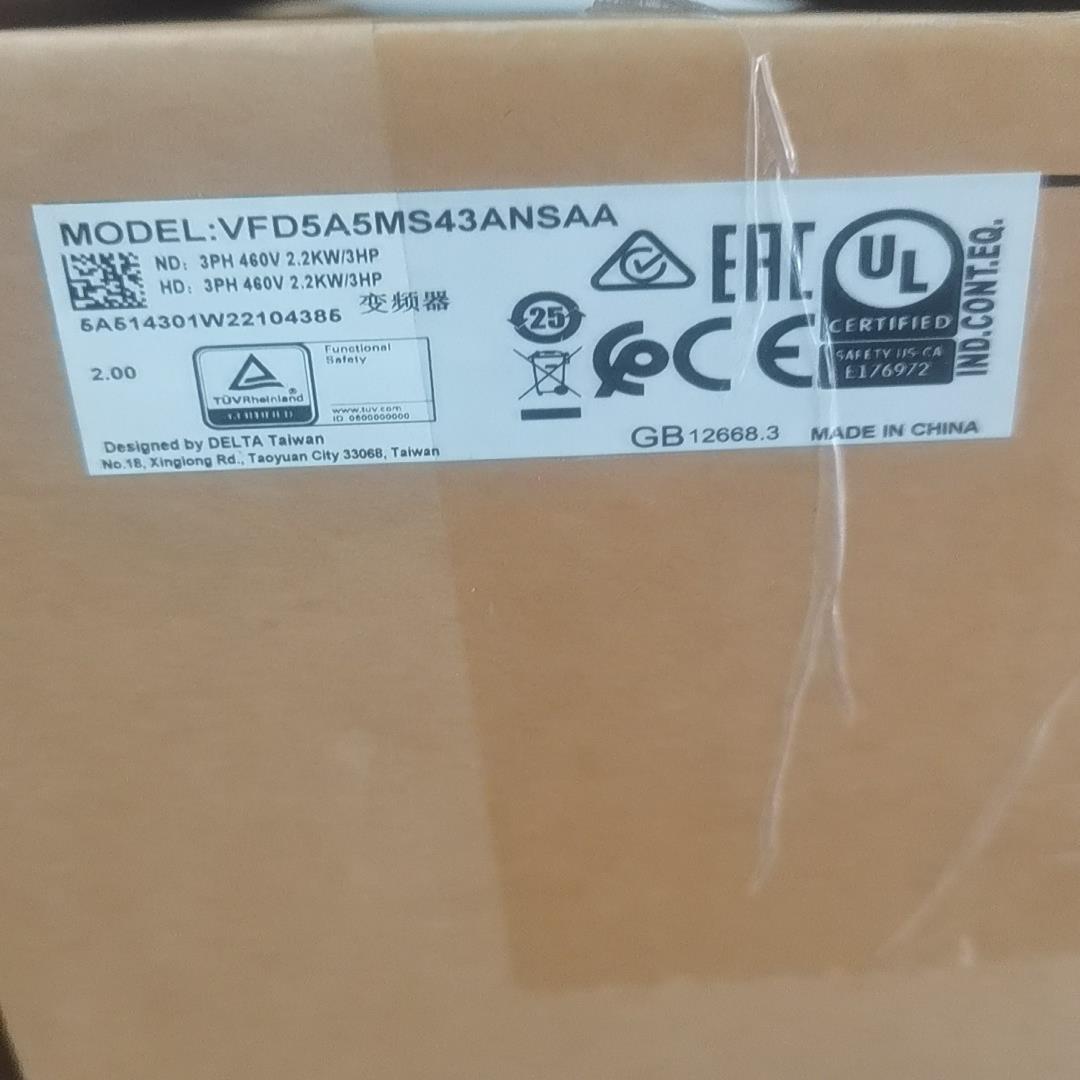 MODEL:VFD5A5MS43ANSAA
ND: 3PH 460V 2.2KW/3HP
HD: 3PH 460V 2.2KW/3HP
变频器
5A514301W22104385
2.00
TÜVRheinland
Functional
Safety
www.tuv.com
ID 0600000000
Designed by DELTA Taiwan
No.18, Xinglong Rd., Taoyuan City 33068, Taiwan
25
EAC
UL
CERTIFIED
SAFETY US-CA
E176972
IND.CONT.EQ.
CE
GB12668.3
MADE IN CHINA